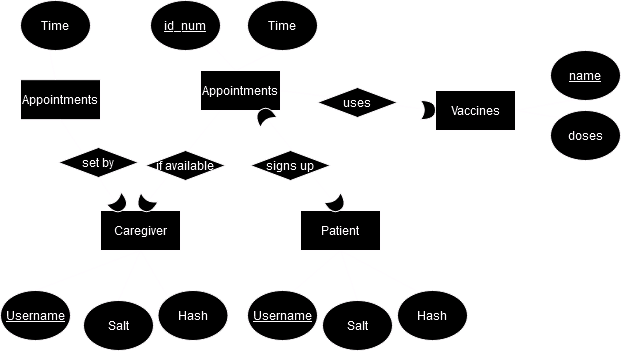 Time
id_num
Time
name
Appointments
Appointments
uses
Vaccines
doses
set by
if available
signs up
Caregiver
Patient
Username
Salt
Hash
Username
Salt
Hash